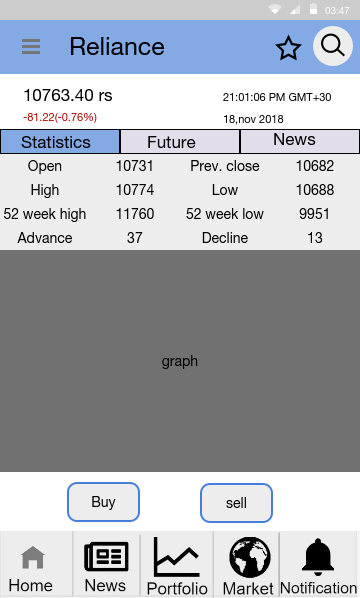 03:47
Reliance
10763.40 rs
21:01:06 PM GMT+30
-81.22(-0.76%)
18,nov 2018
Statistics Future News
Open 10731 Prev. close 10682
High 10774 Low 10688
52 week high 11760 52 week low 9951
Advance 37 Decline 13
graph
Buy sell
Home News Portfolio Market Notification